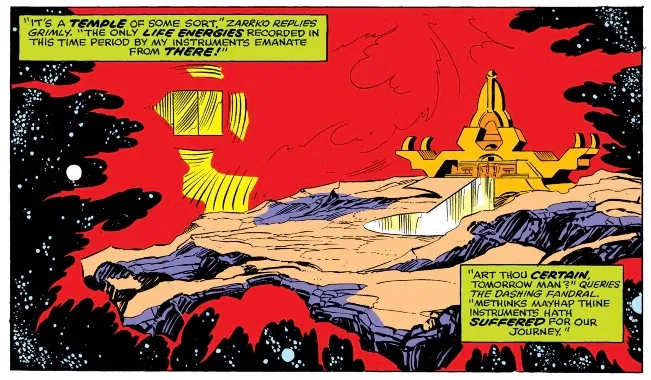 "IT'S A TEMPLE OF SOME SORT," ZARRKO REPLIES
GRIMLY. "THE ONLY LIFE ENERGIES RECORDED IN
THIS TIME PERIOD BY MY INSTRUMENTS EMANATE
FROM THERE!"
"ART THOU CERTAIN,
TOMORROW MAN?" QUERIES
THE DASHING FANDRAL.
"METHINKS MAYHAP THINE
INSTRUMENTS HATH
SUFFERED FOR OUR
JOURNEY."